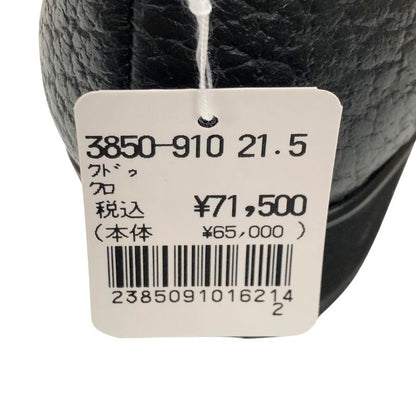 3850-910 21.5
クドゥ
クロ
税込 ¥71,500
(本体 ¥65,000 )
2385091016214
2